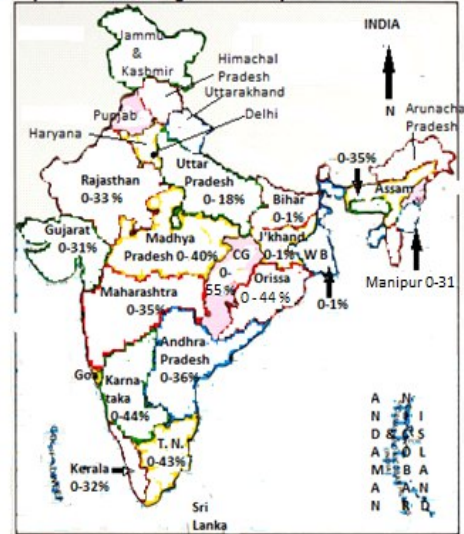 INDIA
Jammu
&
Kashmir
Himachal
Pradesh
Uttarakhand
N
Arunacha
Pradesh
Punjab
Delhi
Haryana
0-35%
Assam
Uttar
Pradesh
0-18%
Rajasthan
0-33 %
Bihar
0-1%
Gujarat
0-31%
Madhya
Pradesh 0-40%
J'khand
0-1%
W B
CG
0-
55%
Orissa
0-44 %
0-1%
Manipur 0-31
Maharashtra
0-35%
Andhra-
Pradesh
0-36%
Goa
Karna
taka
0-44%
T. N.
0-43%
Kerala
0-32%
Sri
Lanka
ANDAMAN
&
ISLAND